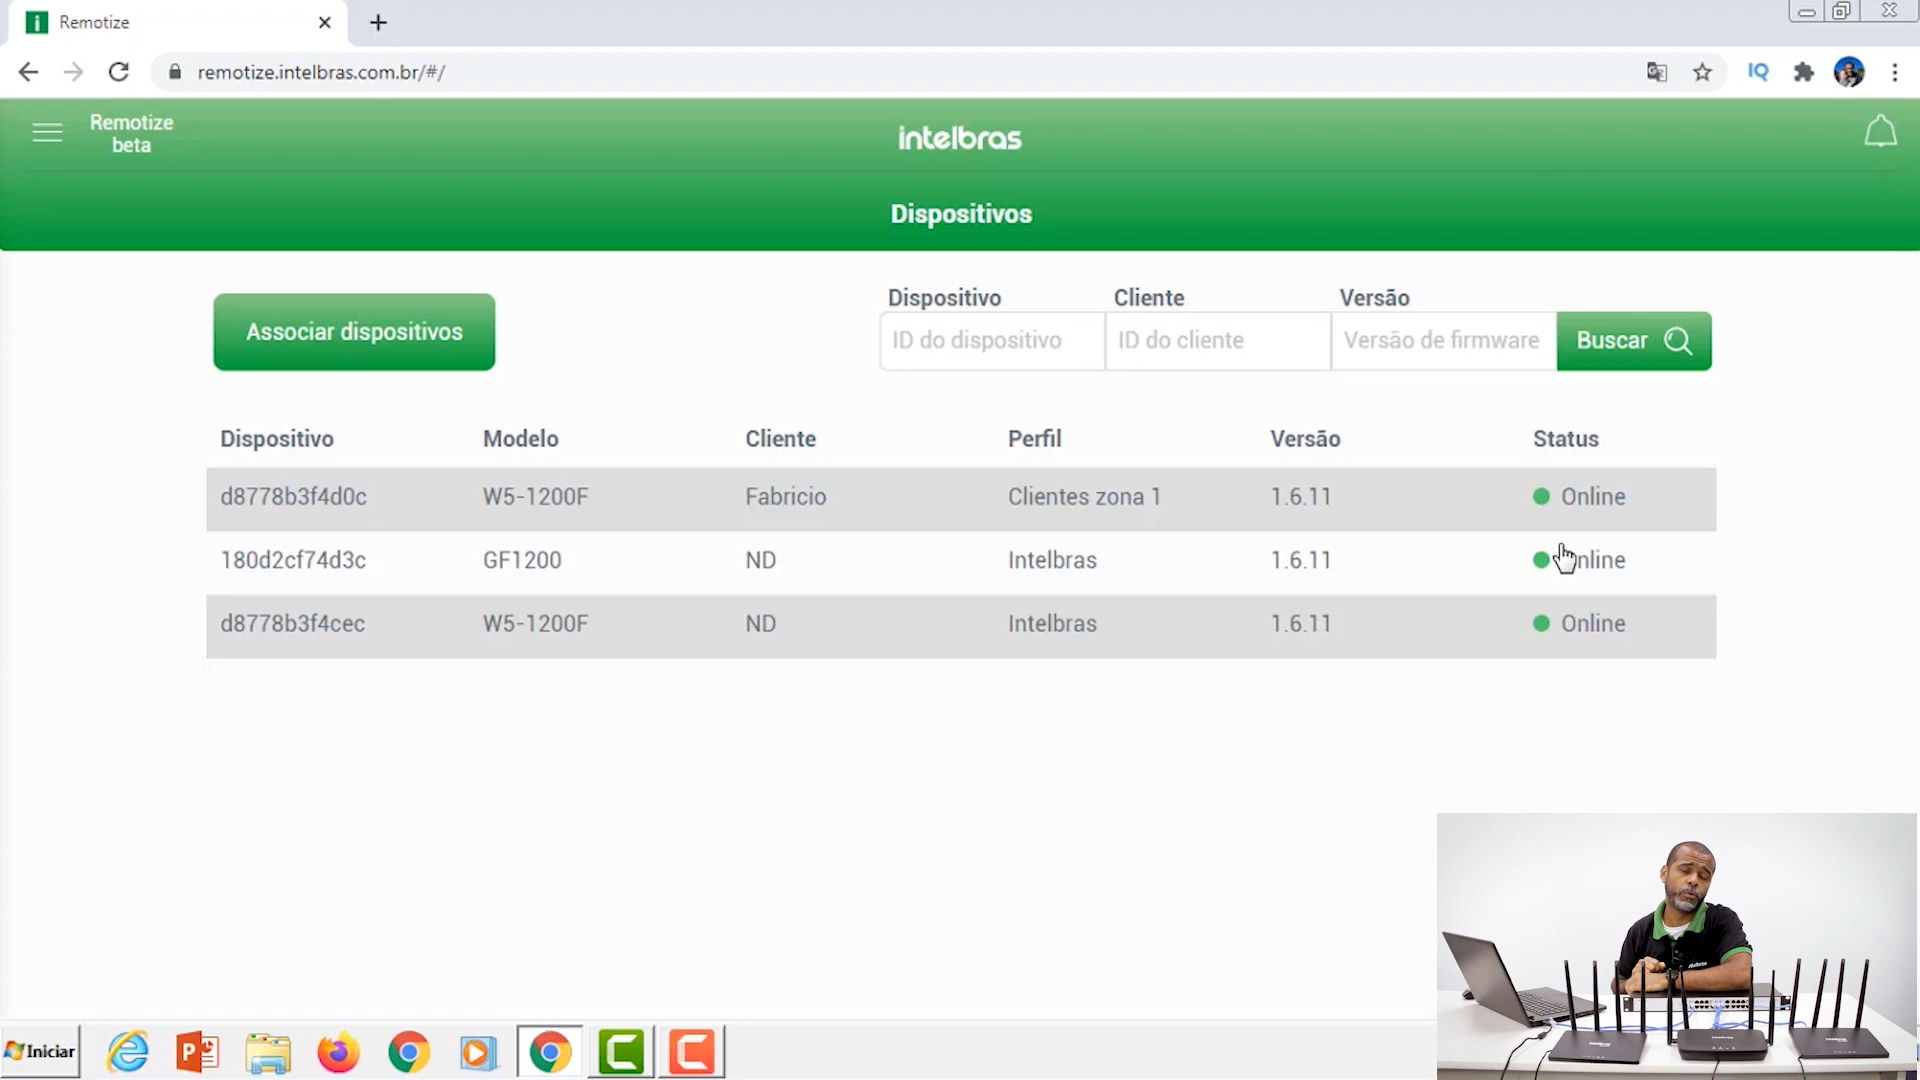 Remotize
remotize.intelbras.com.br/#/
IQ
Remotize
beta
intelbras
Dispositivos
Associar dispositivos
Dispositivo Cliente Versão
ID do dispositivo ID do cliente Versão de firmware Buscar
Dispositivo Modelo Cliente Perfil Versão Status
d8778b3f4d0c W5-1200F Fabricio Clientes zona 1 1.6.11 Online
180d2cf74d3c GF1200 ND Intelbras 1.6.11 nline
d8778b3f4cec W5-1200F ND Intelbras 1.6.11 Online
Iniciar